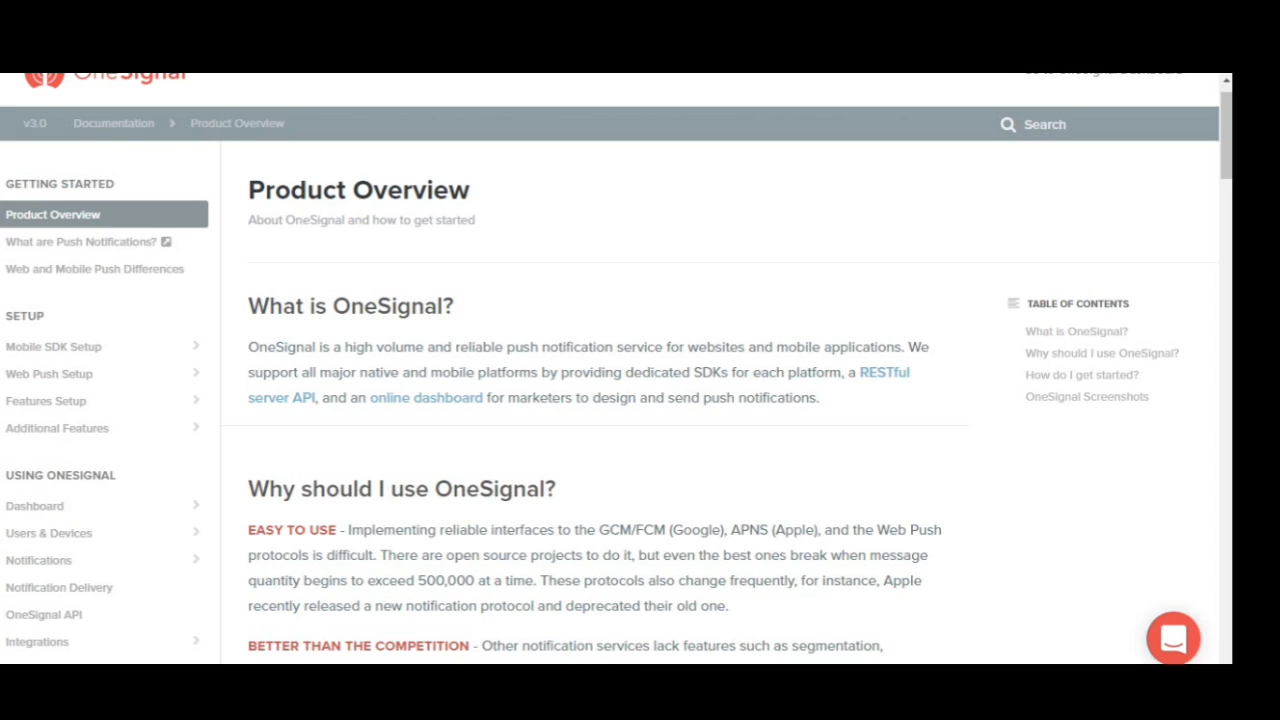 OneSignal
v3.0 Documentation Product Overview
Search
GETTING STARTED
Product Overview
What are Push Notifications?
Web and Mobile Push Differences
SETUP
Mobile SDK Setup
Web Push Setup
Features Setup
Additional Features
USING ONESIGNAL
Dashboard
Users & Devices
Notifications
Notification Delivery
OneSignal API
Integrations
Product Overview
About OneSignal and how to get started
What is OneSignal?
OneSignal is a high volume and reliable push notification service for websites and mobile applications. We
support all major native and mobile platforms by providing dedicated SDKs for each platform, a RESTful
server API, and an online dashboard for marketers to design and send push notifications.
Why should I use OneSignal?
EASY TO USE - Implementing reliable interfaces to the GCM/FCM (Google), APNS (Apple), and the Web Push
protocols is difficult. There are open source projects to do it, but even the best ones break when message
quantity begins to exceed 500,000 at a time. These protocols also change frequently, for instance, Apple
recently released a new notification protocol and deprecated their old one.
BETTER THAN THE COMPETITION - Other notification services lack features such as segmentation,
TABLE OF CONTENTS
What is OneSignal?
Why should I use OneSignal?
How do I get started?
OneSignal Screenshots